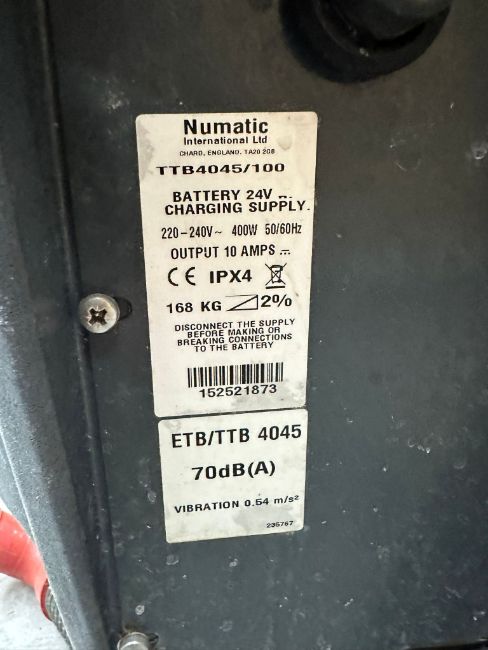 Numatic
International Ltd
CHARD, ENGLAND. TA20 2GB
TTB4045/100
BATTERY 24V
CHARGING SUPPLY.
220-240V~ 400W 50/60Hz
OUTPUT 10 AMPS
CE IPX4
168 KG 2%
DISCONNECT THE SUPPLY
BEFORE MAKING OR
BREAKING CONNECTIONS
TO THE BATTERY
152521873
ETB/TTB 4045
70dB(A)
VIBRATION 0.54 m/s²
235767